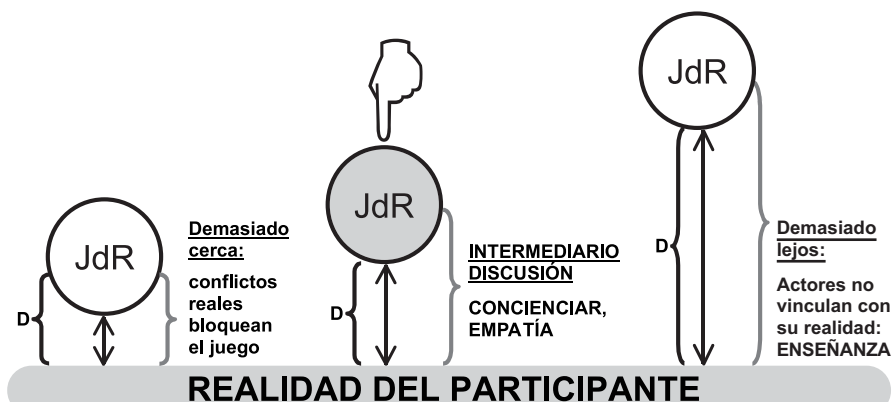 JdR
D
Demasiado
cerca:
conflictos
reales
bloquean
el juego
JdR
D
INTERMEDIARIO
DISCUSIÓN
CONCIENCIAR,
EMPATÍA
JdR
D
Demasiado
lejos:
Actores no
vinculan con
su realidad:
ENSEÑANZA
REALIDAD DEL PARTICIPANTE